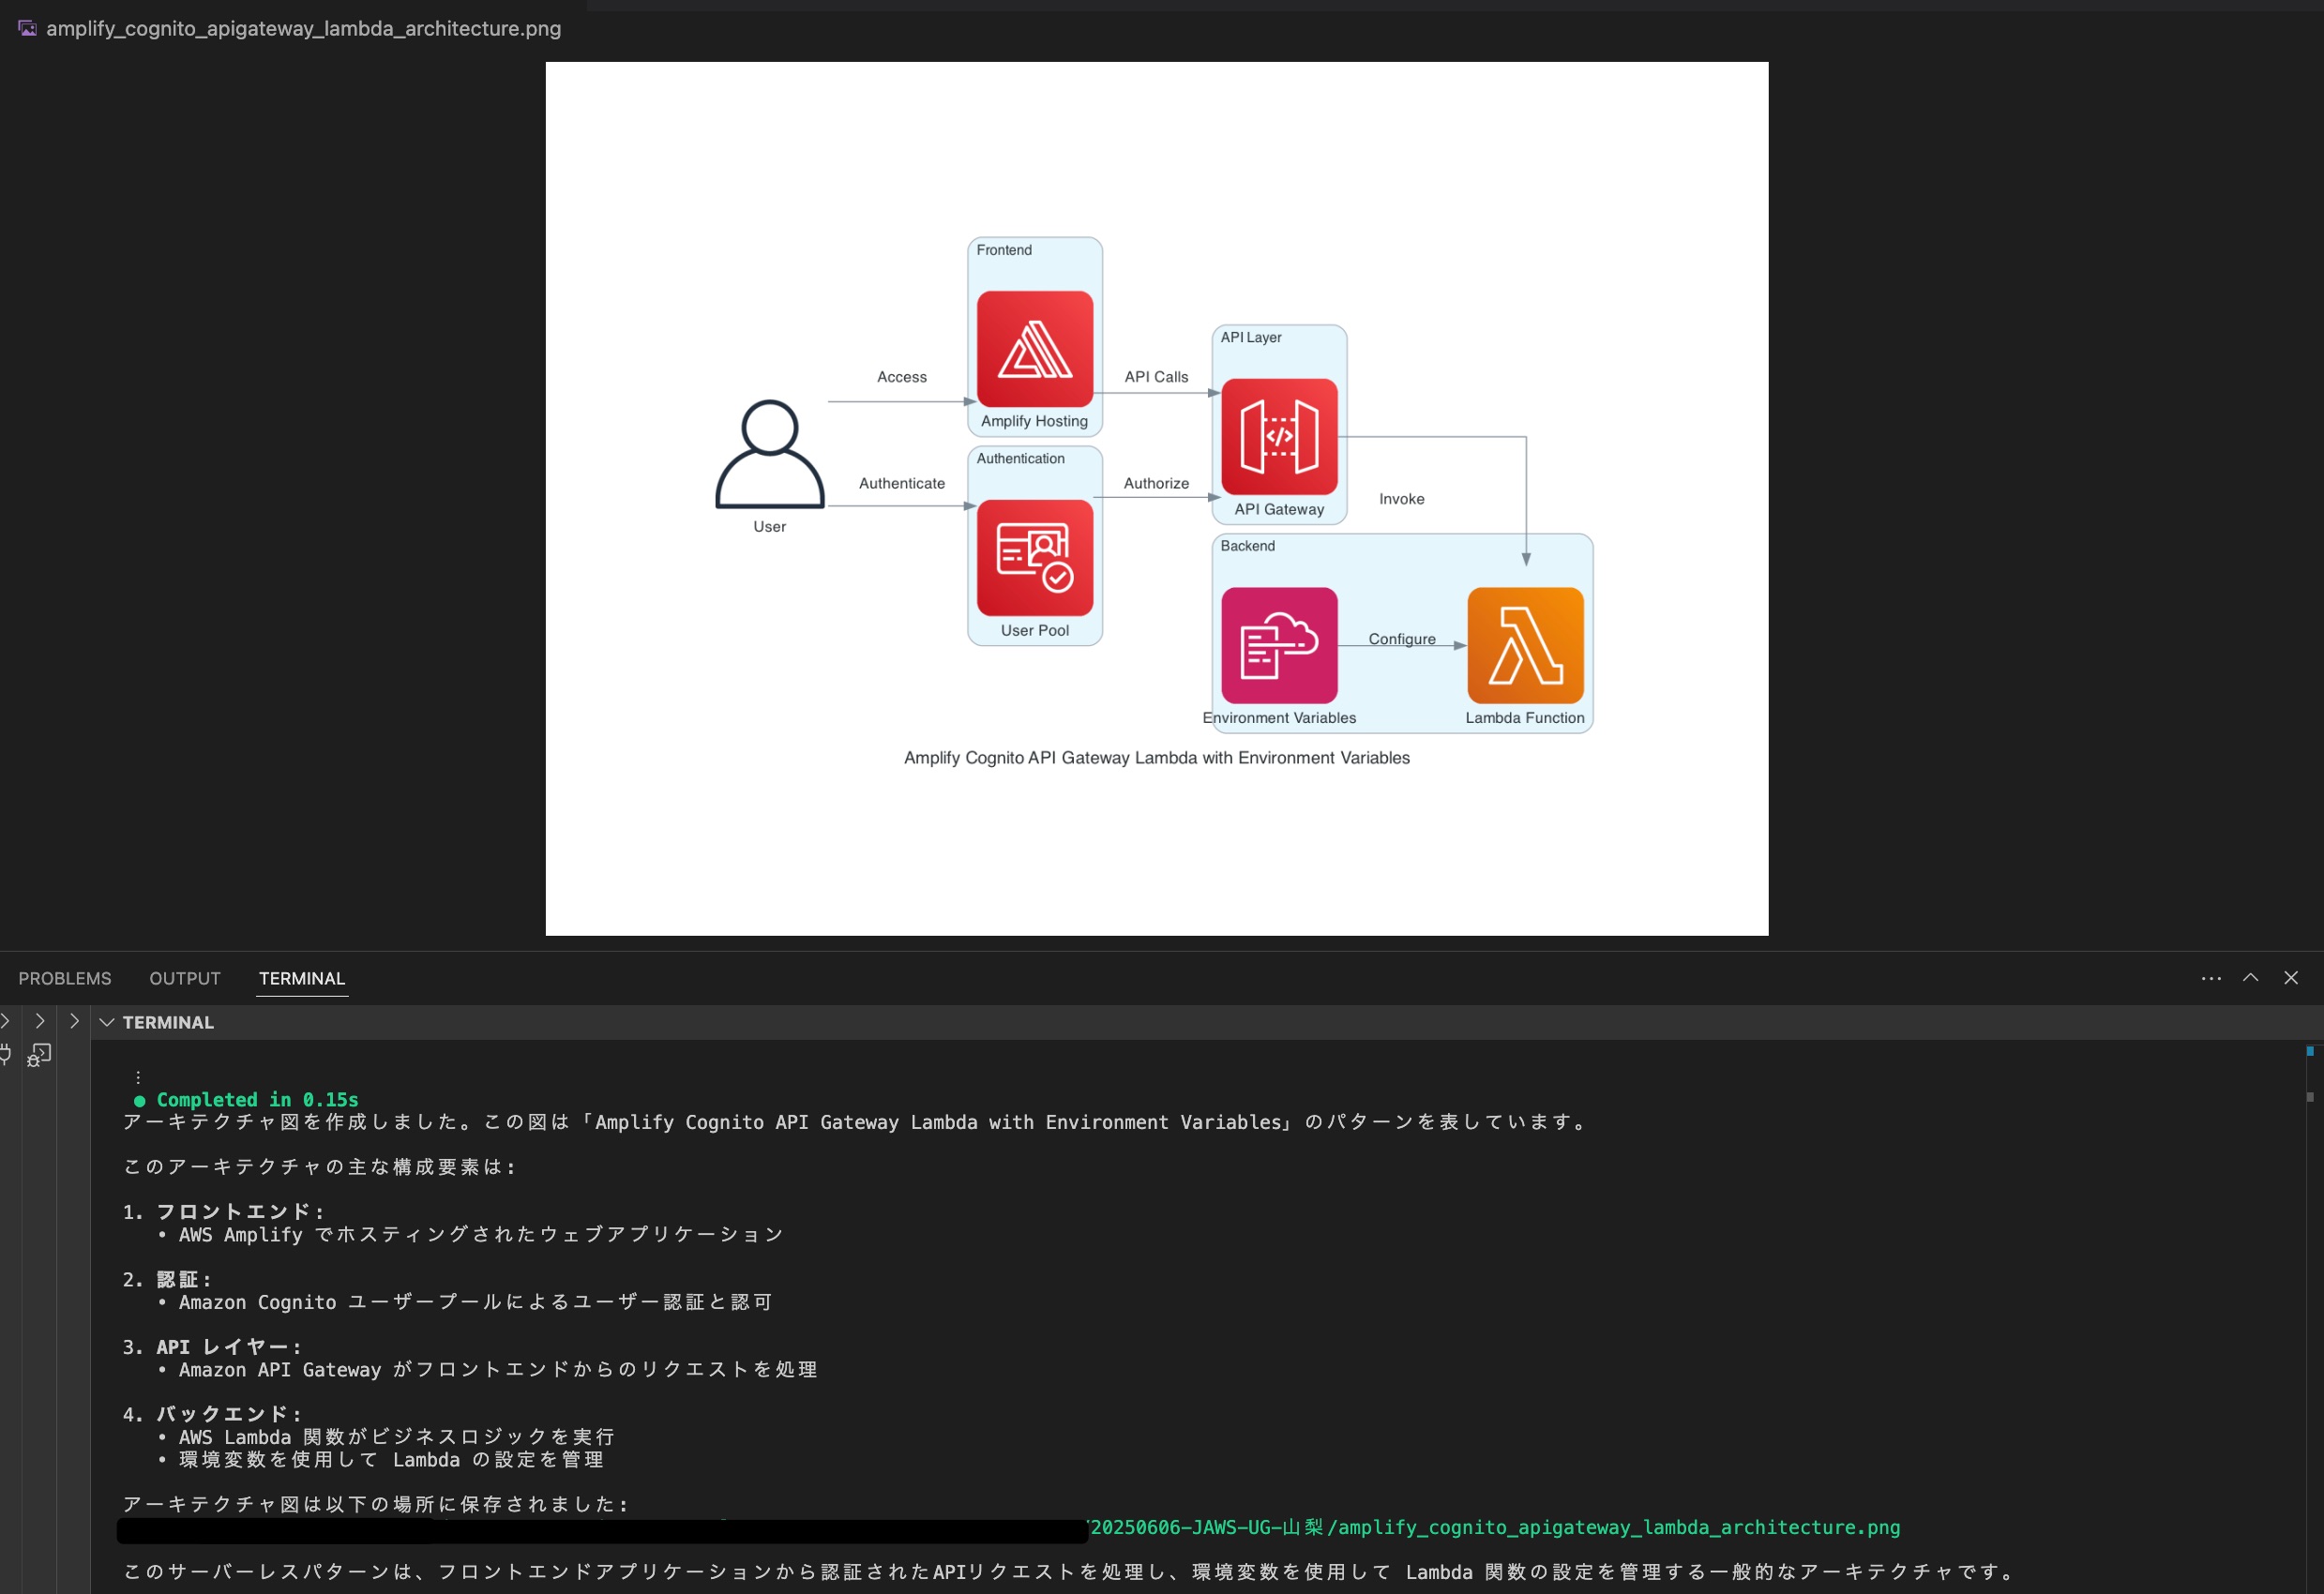 amplify_cognito_apigateway_lambda_architecture.png
Frontend
Amplify Hosting
Access
API Calls
API Layer
API Gateway
User
Authenticate
Authentication
User Pool
Authorize
Invoke
Backend
Environment Variables
Configure
Lambda Function
Amplify Cognito API Gateway Lambda with Environment Variables
PROBLEMS OUTPUT TERMINAL
TERMINAL
Completed in 0.15s
アーキテクチャ図を作成しました。この図は「Amplify Cognito API Gateway Lambda with Environment Variables」のパターンを表しています。
このアーキテクチャの主な構成要素は:
1. フロントエンド:
• AWS Amplify でホスティングされたウェブアプリケーション
2. 認証:
• Amazon Cognito ユーザープールによるユーザー認証と認可
3. API レイヤー:
• Amazon API Gateway がフロントエンドからのリクエストを処理
4. バックエンド:
• AWS Lambda 関数がビジネスロジックを実行
• 環境変数を使用して Lambda の設定を管理
アーキテクチャ図は以下の場所に保存されました:
/20250606-JAWS-UG-山梨/amplify_cognito_apigateway_lambda_architecture.png
このサーバーレスパターンは、フロントエンドアプリケーションから認証されたAPIリクエストを処理し、環境変数を使用して Lambda 関数の設定を管理する一般的なアーキテクチャです。